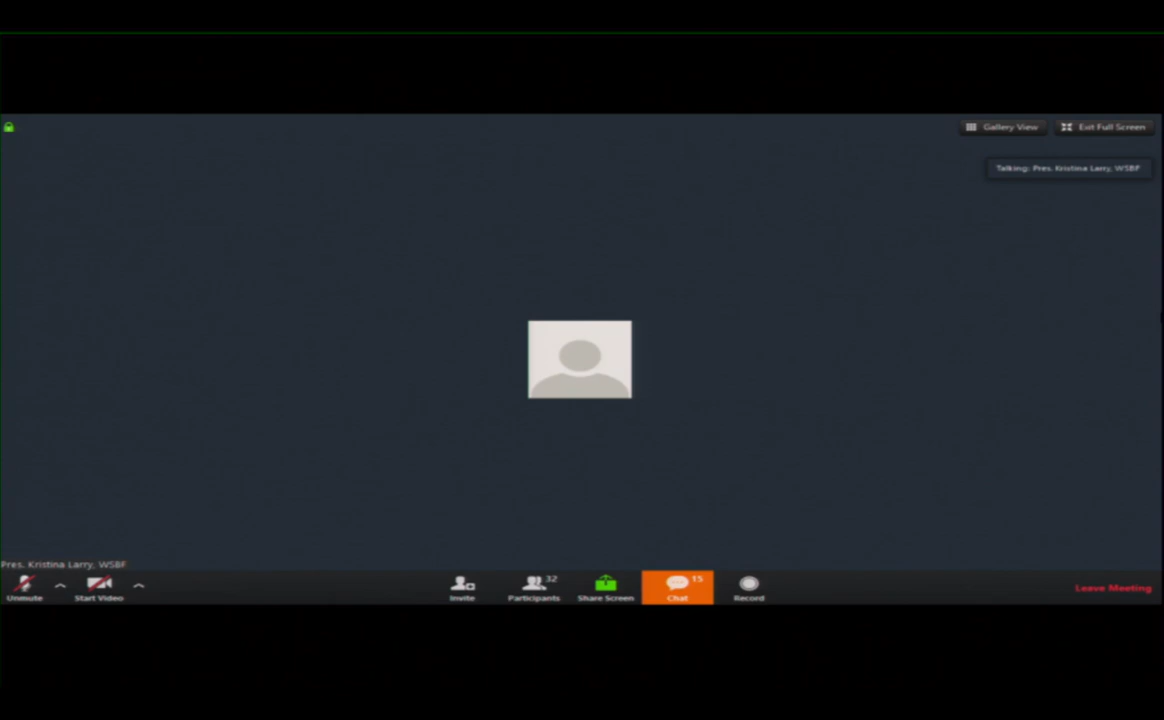 Gallery View
Exit Full Screen
Talking: Pres. Kristina Larry, WSBF
Pres. Kristina Larry, WSBF
Unmute
Start Video
Invite
32
Participants
Share Screen
15
Chat
Record
Leave Meeting